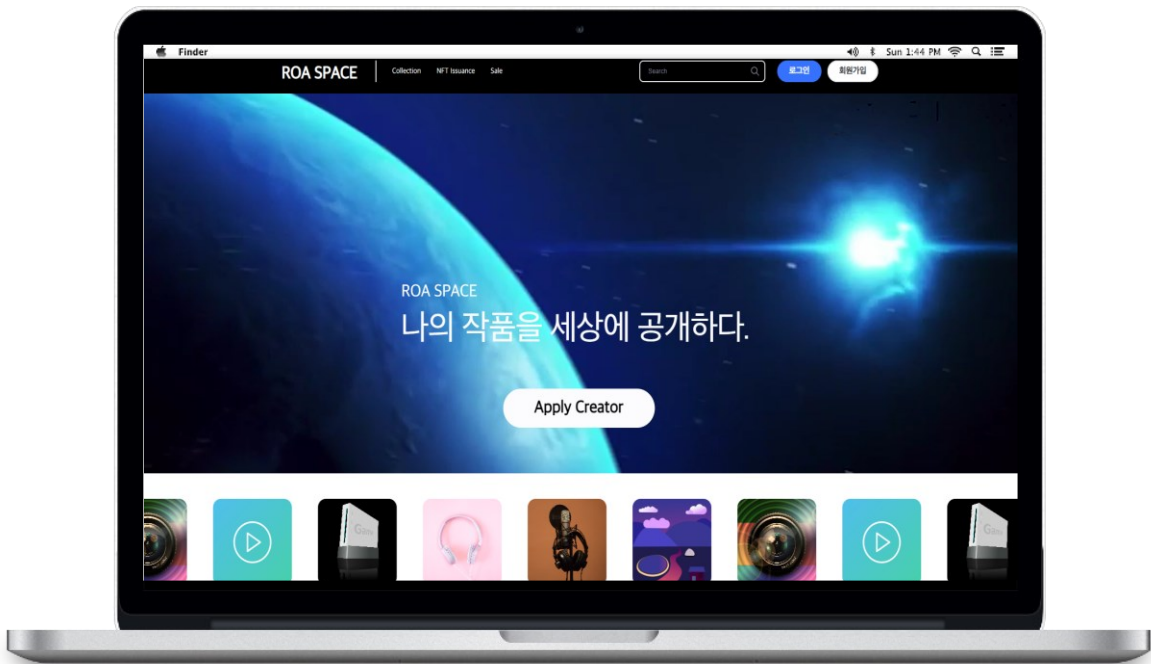 Finder
Sun 1:44 PM
ROA SPACE
Collection
NFT Issuance
Sale
Search
로그인
회원가입
ROA SPACE
나의 작품을 세상에 공개하다.
Apply Creator